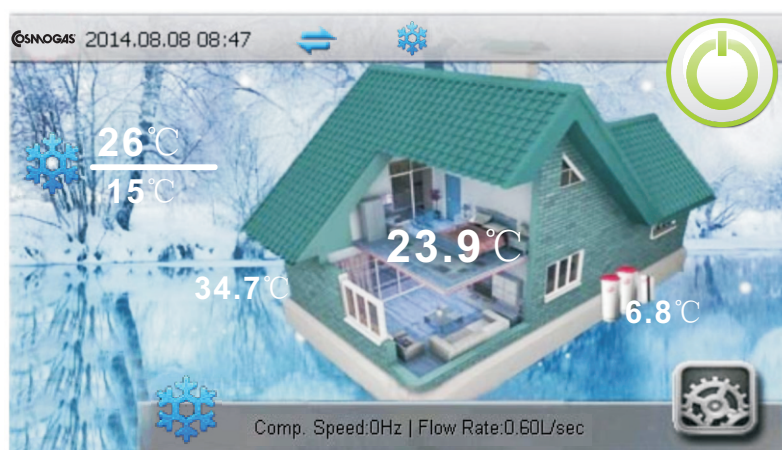 COSMOGAS 2014.08.08 08:47
26℃
15℃
23.9℃
34.7℃
6.8℃
Comp. Speed:0Hz | Flow Rate:0.60L/sec